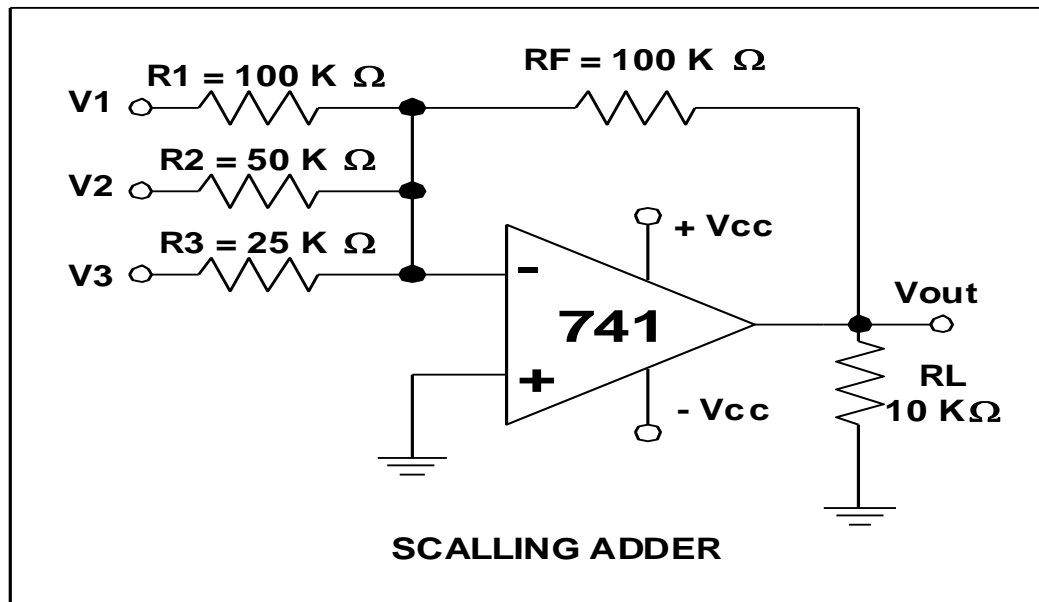 R1 = 100 K Ω
RF = 100 K Ω
V1
R2 = 50 K Ω
V2
R3 = 25 K Ω
V3
+ Vcc
-
741
+
Vout
- Vcc
RL
10 KΩ
SCALLING ADDER